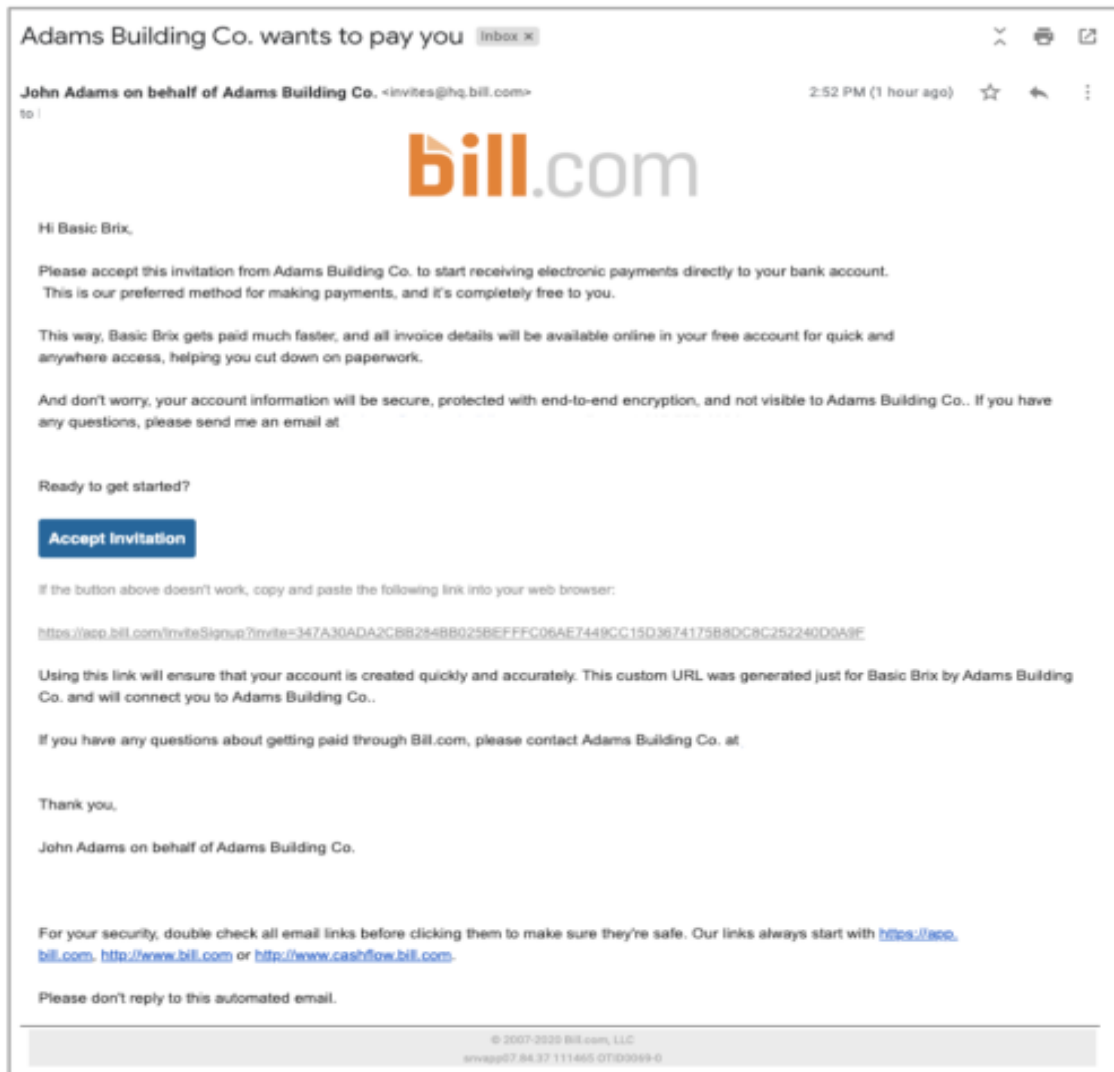 Adams Building Co. wants to pay you Inbox ×
John Adams on behalf of Adams Building Co. <invites@hq.bill.com> 2:52 PM (1 hour ago)
to
bill.com
Hi Basic Brix,
Please accept this invitation from Adams Building Co. to start receiving electronic payments directly to your bank account.
This is our preferred method for making payments, and it's completely free to you.
This way, Basic Brix gets paid much faster, and all invoice details will be available online in your free account for quick and
anywhere access, helping you cut down on paperwork.
And don't worry, your account information will be secure, protected with end-to-end encryption, and not visible to Adams Building Co.. If you have
any questions, please send me an email at
Ready to get started?
Accept Invitation
If the button above doesn't work, copy and paste the following link into your web browser:
https://app.bill.com/InviteSignup?invite=347A30ADA2CBB284BB025BEFFFC06AE7449CC15D3674175B8DC8C252240D0A9F
Using this link will ensure that your account is created quickly and accurately. This custom URL was generated just for Basic Brix by Adams Building
Co. and will connect you to Adams Building Co..
If you have any questions about getting paid through Bill.com, please contact Adams Building Co. at
Thank you,
John Adams on behalf of Adams Building Co.
For your security, double check all email links before clicking them to make sure they're safe. Our links always start with https://app.
bill.com, http://www.bill.com or http://www.cashflow.bill.com.
Please don't reply to this automated email.
© 2007-2020 Bill.com, LLC
snvapp07.84.37 111465 OTID0069-0